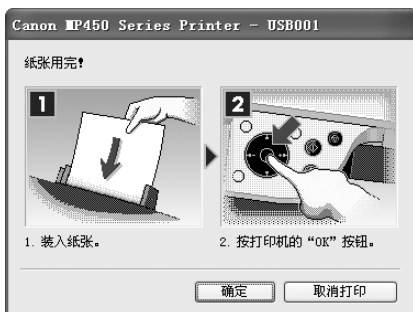 Canon MP450 Series Printer - USB001
纸张用完!
1
2
1. 装入纸张。
2. 按打印机的“OK”按钮。
确定
取消打印